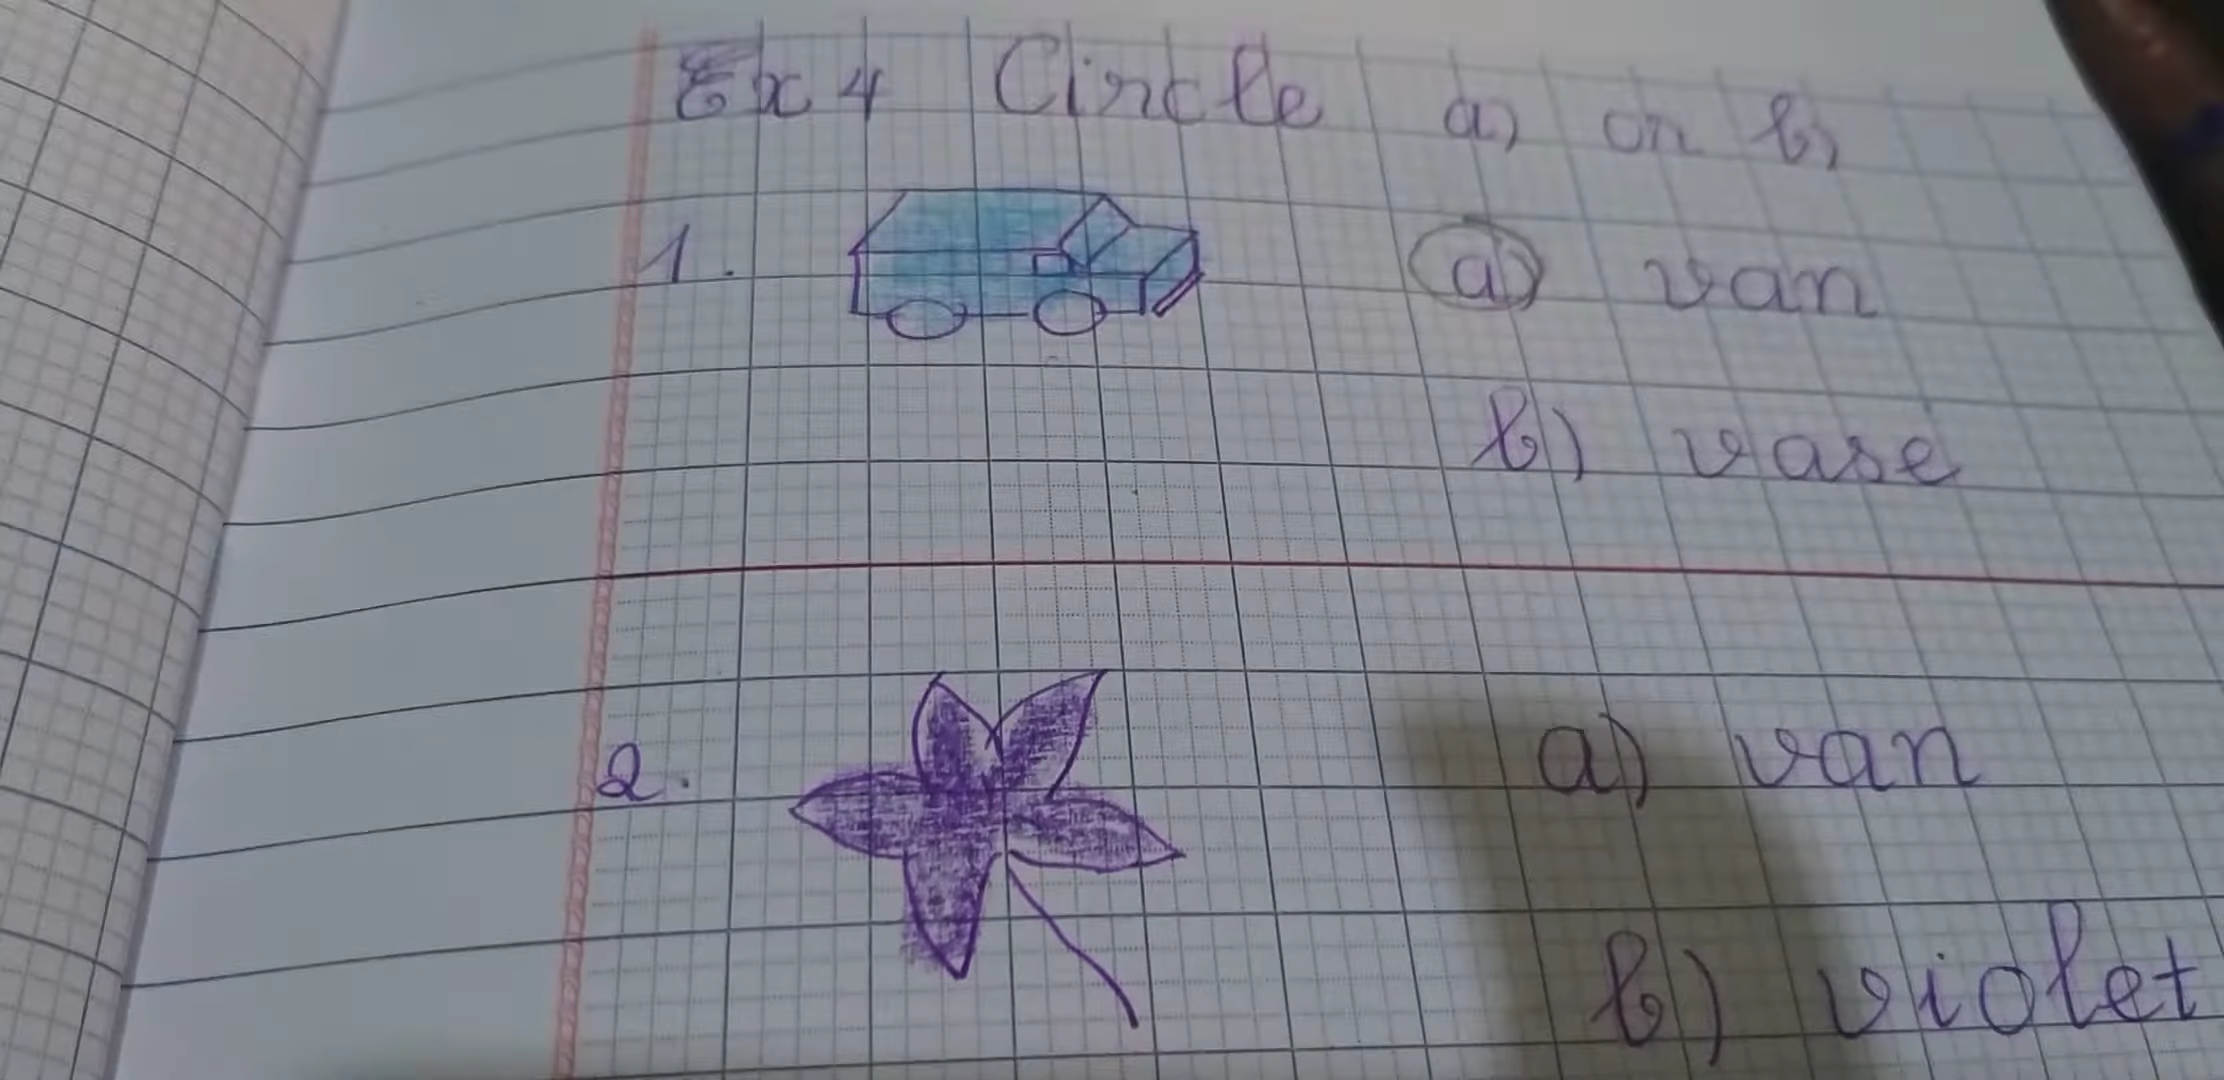 Ex 4 Circle a) or b)
1. a) van
b) vase
2. a) van
b) violet